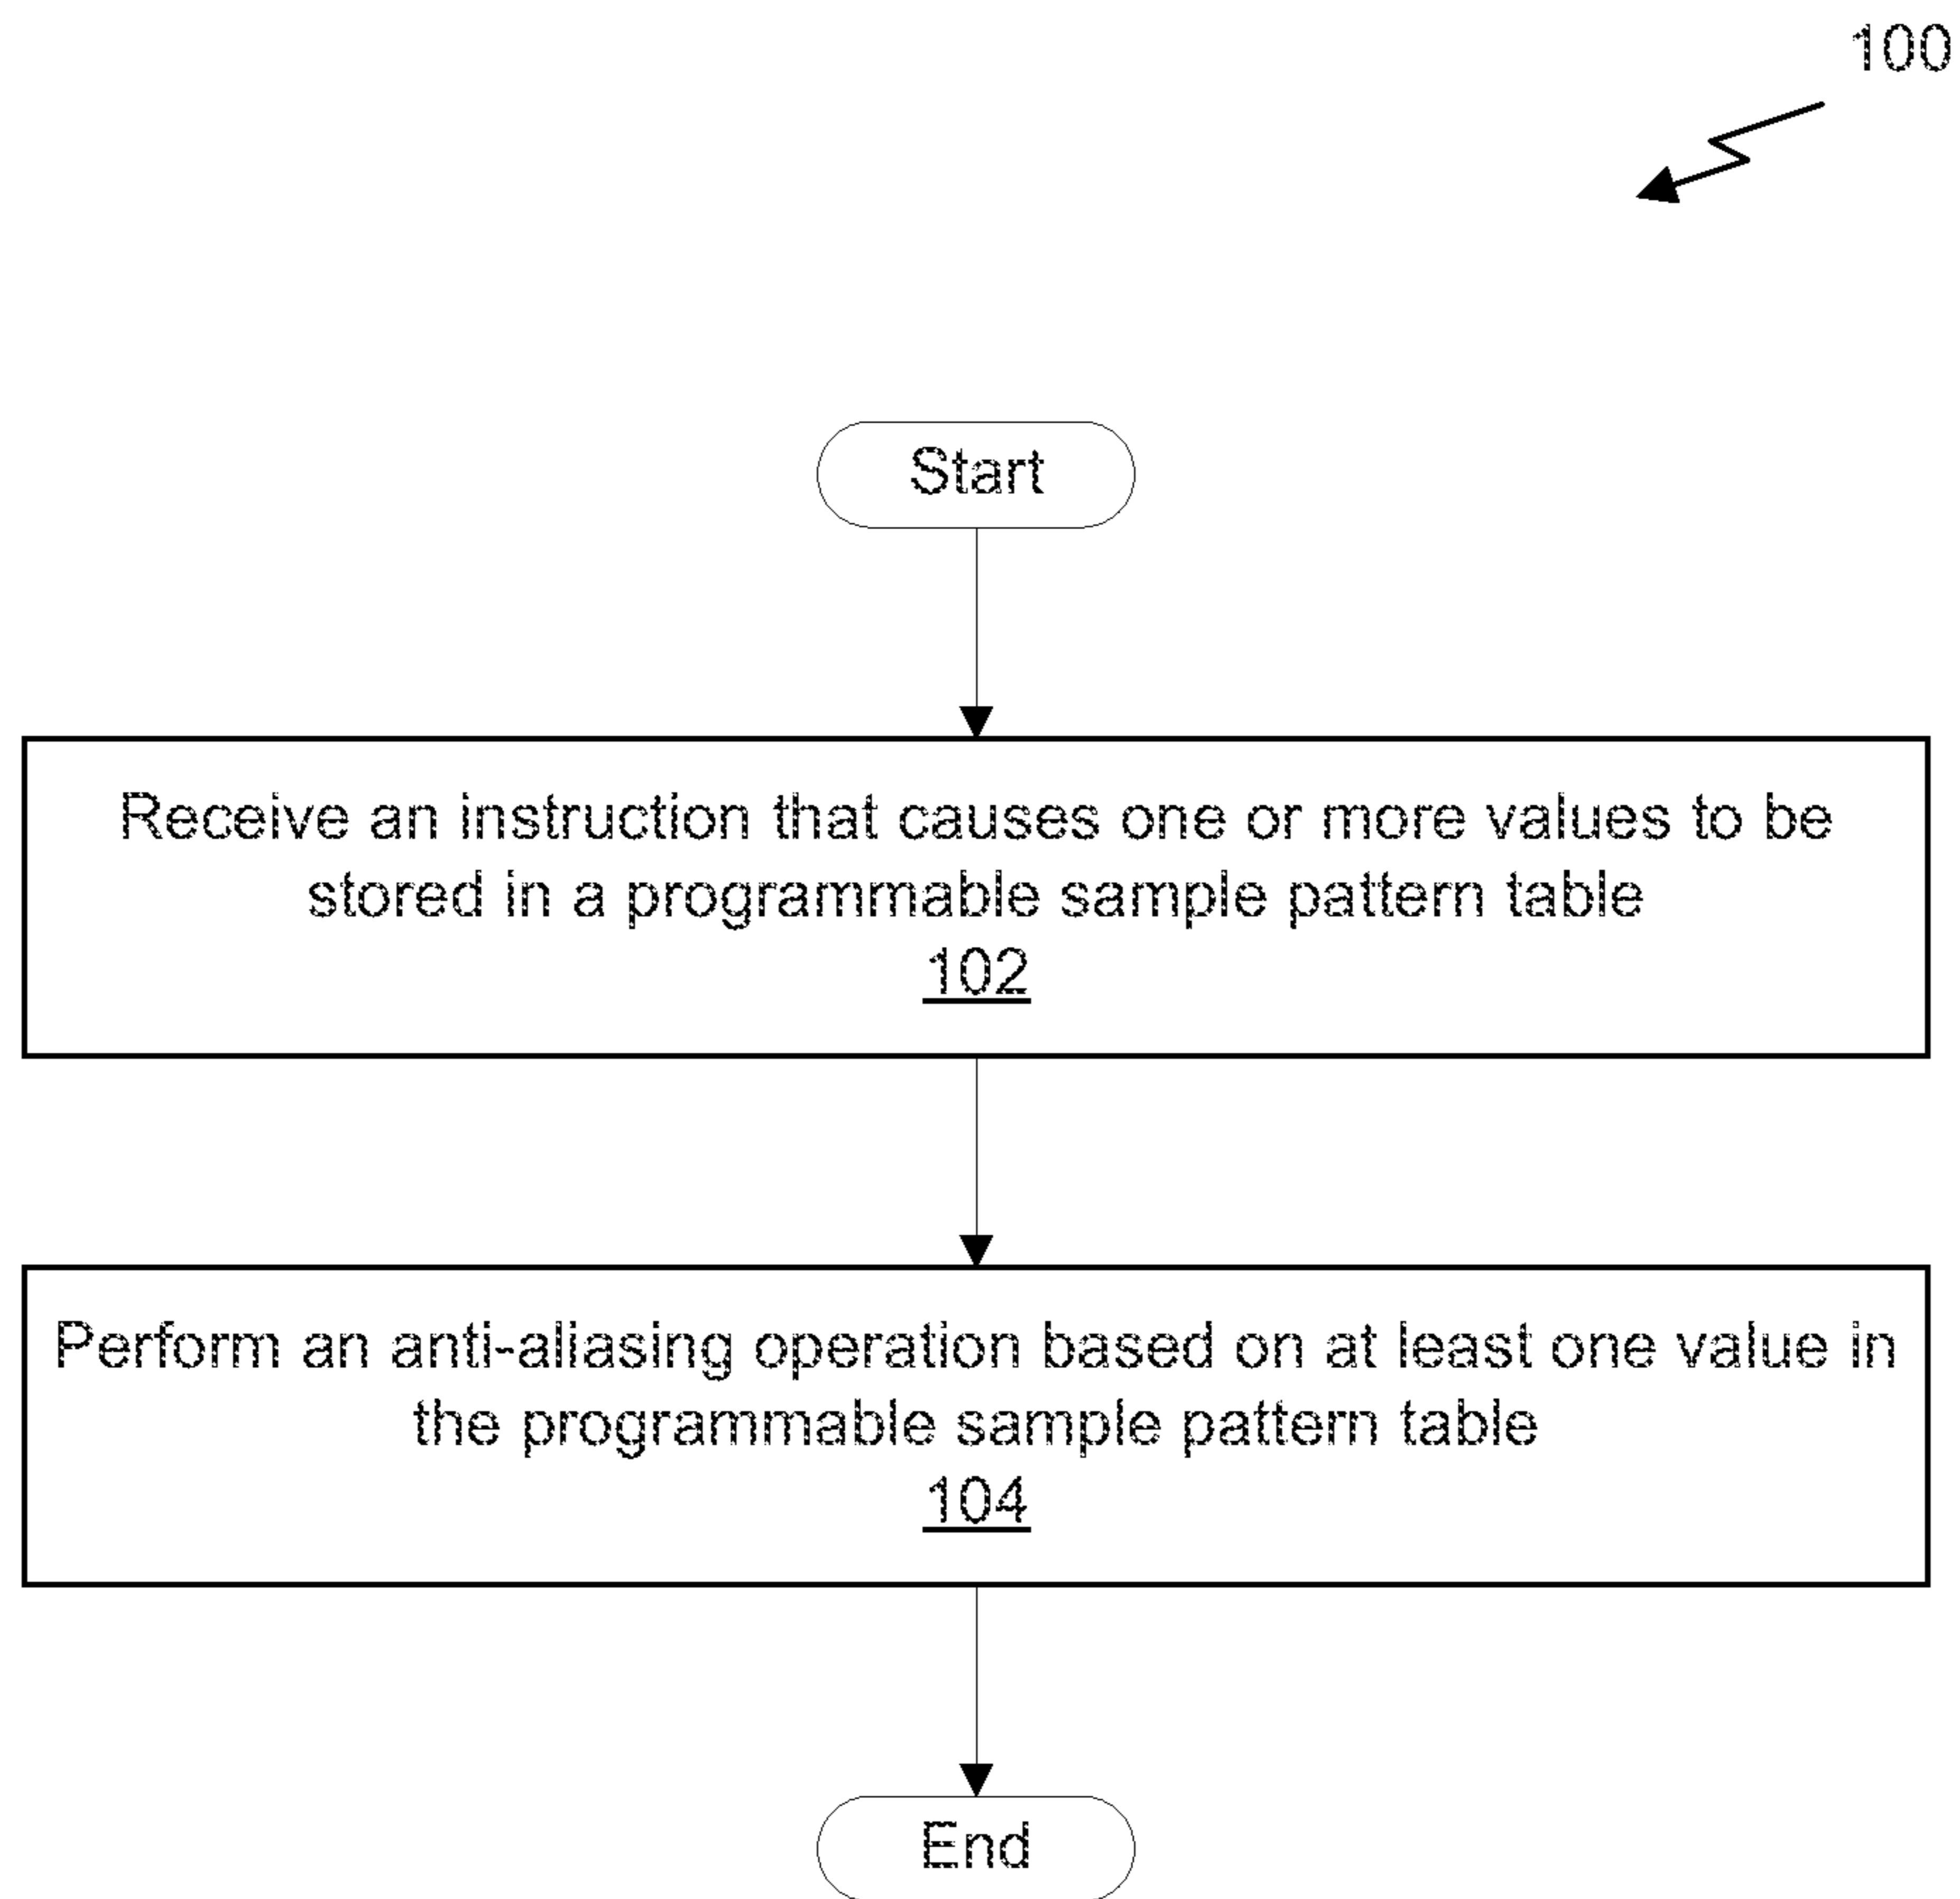 100
Start
Receive an instruction that causes one or more values to be
stored in a programmable sample pattern table
102
Perform an anti-aliasing operation based on at least one value in
the programmable sample pattern table
104
End